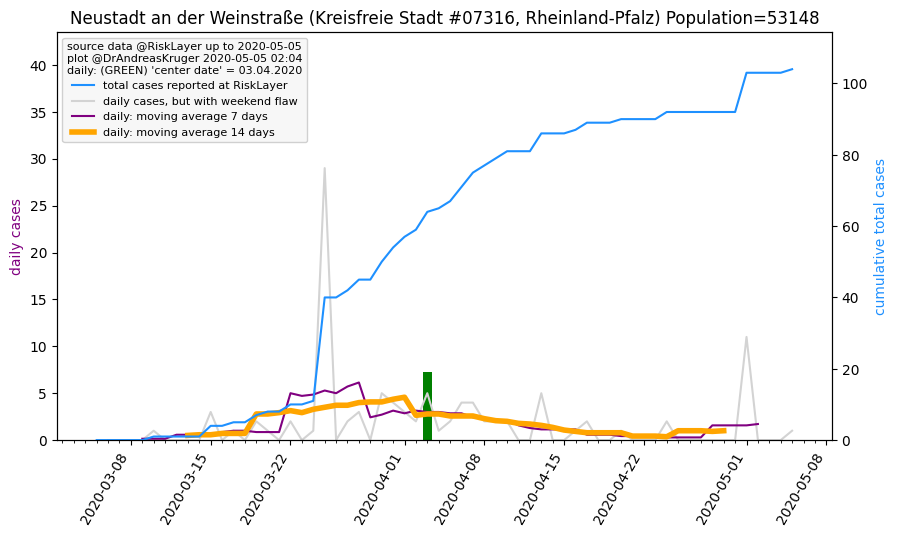 Neustadt an der Weinstraße (Kreisfreie Stadt #07316, Rheinland-Pfalz) Population=53148
source data @RiskLayer up to 2020-05-05
plot @DrAndreasKruger 2020-05-05 02:04
daily: (GREEN) 'center date' = 03.04.2020
total cases reported at RiskLayer
daily cases, but with weekend flaw
daily: moving average 7 days
daily: moving average 14 days
daily cases
40
35
30
25
20
15
10
5
0
cumulative total cases
100
80
60
40
20
0
2020-03-08
2020-03-15
2020-03-22
2020-04-01
2020-04-08
2020-04-15
2020-04-22
2020-05-01
2020-05-08